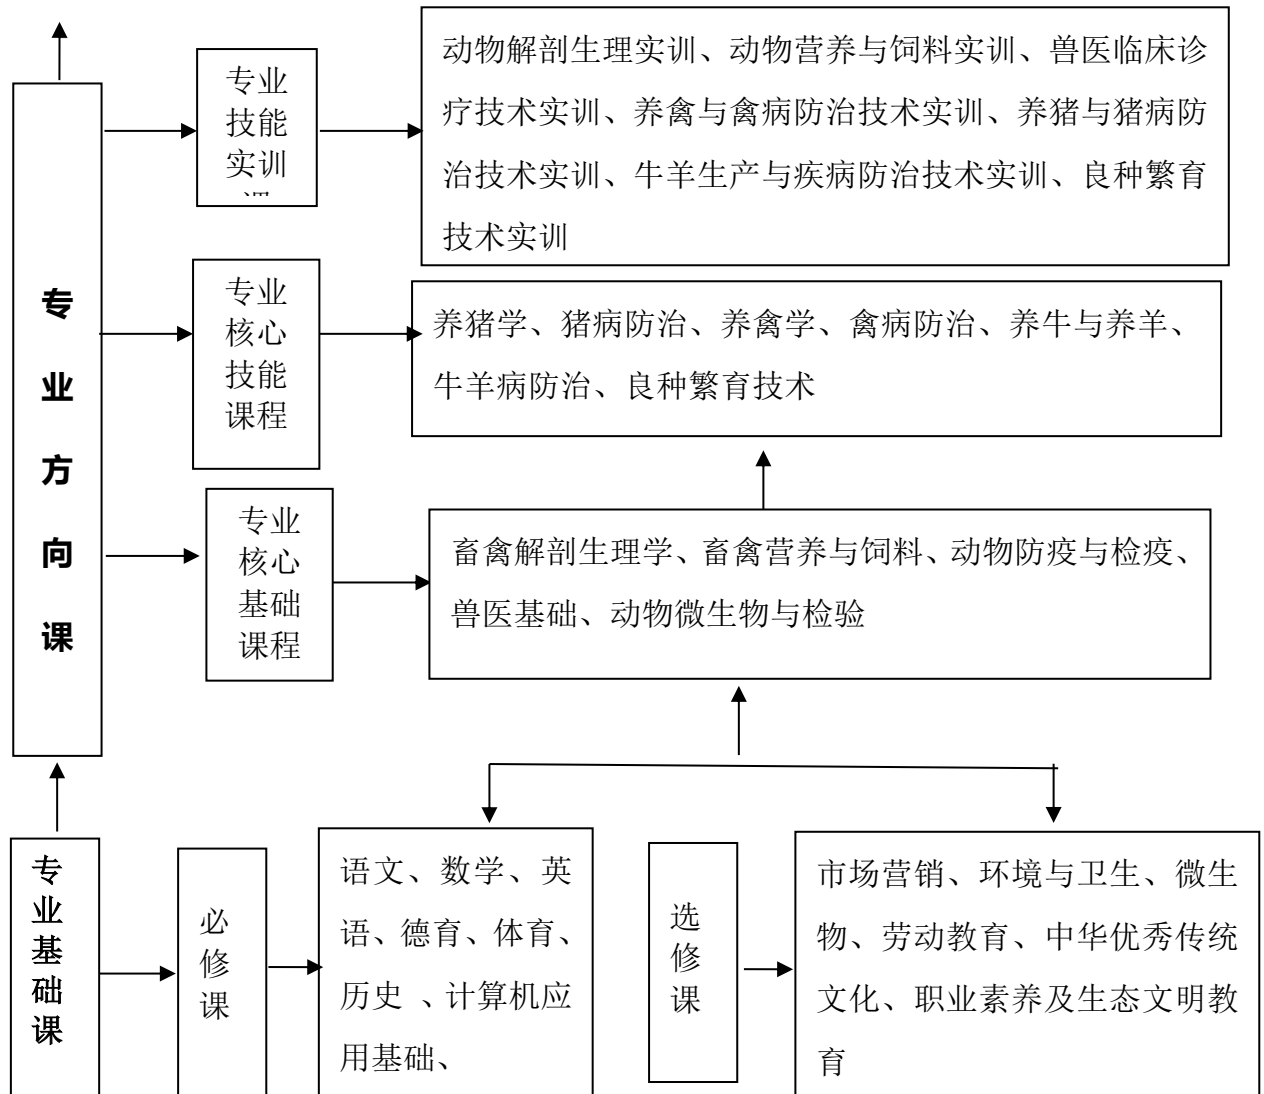 专业
技能
实训
动物解剖生理实训、动物营养与饲料实训、兽医临床诊
疗技术实训、养禽与禽病防治技术实训、养猪与猪病防
治技术实训、牛羊生产与疾病防治技术实训、良种繁育
技术实训
专
业
方
向
课
专业
核心
技能
课程
养猪学、猪病防治、养禽学、禽病防治、养牛与养羊、
牛羊病防治、良种繁育技术
专业
核心
基础
课程
畜禽解剖生理学、畜禽营养与饲料、动物防疫与检疫、
兽医基础、动物微生物与检验
专
业
基
础
课
必
修
课
语文、数学、英
语、德育、体育、
历史 、计算机应
用基础、
选
修
课
市场营销、环境与卫生、微生
物、劳动教育、中华优秀传统
文化、职业素养及生态文明教
育